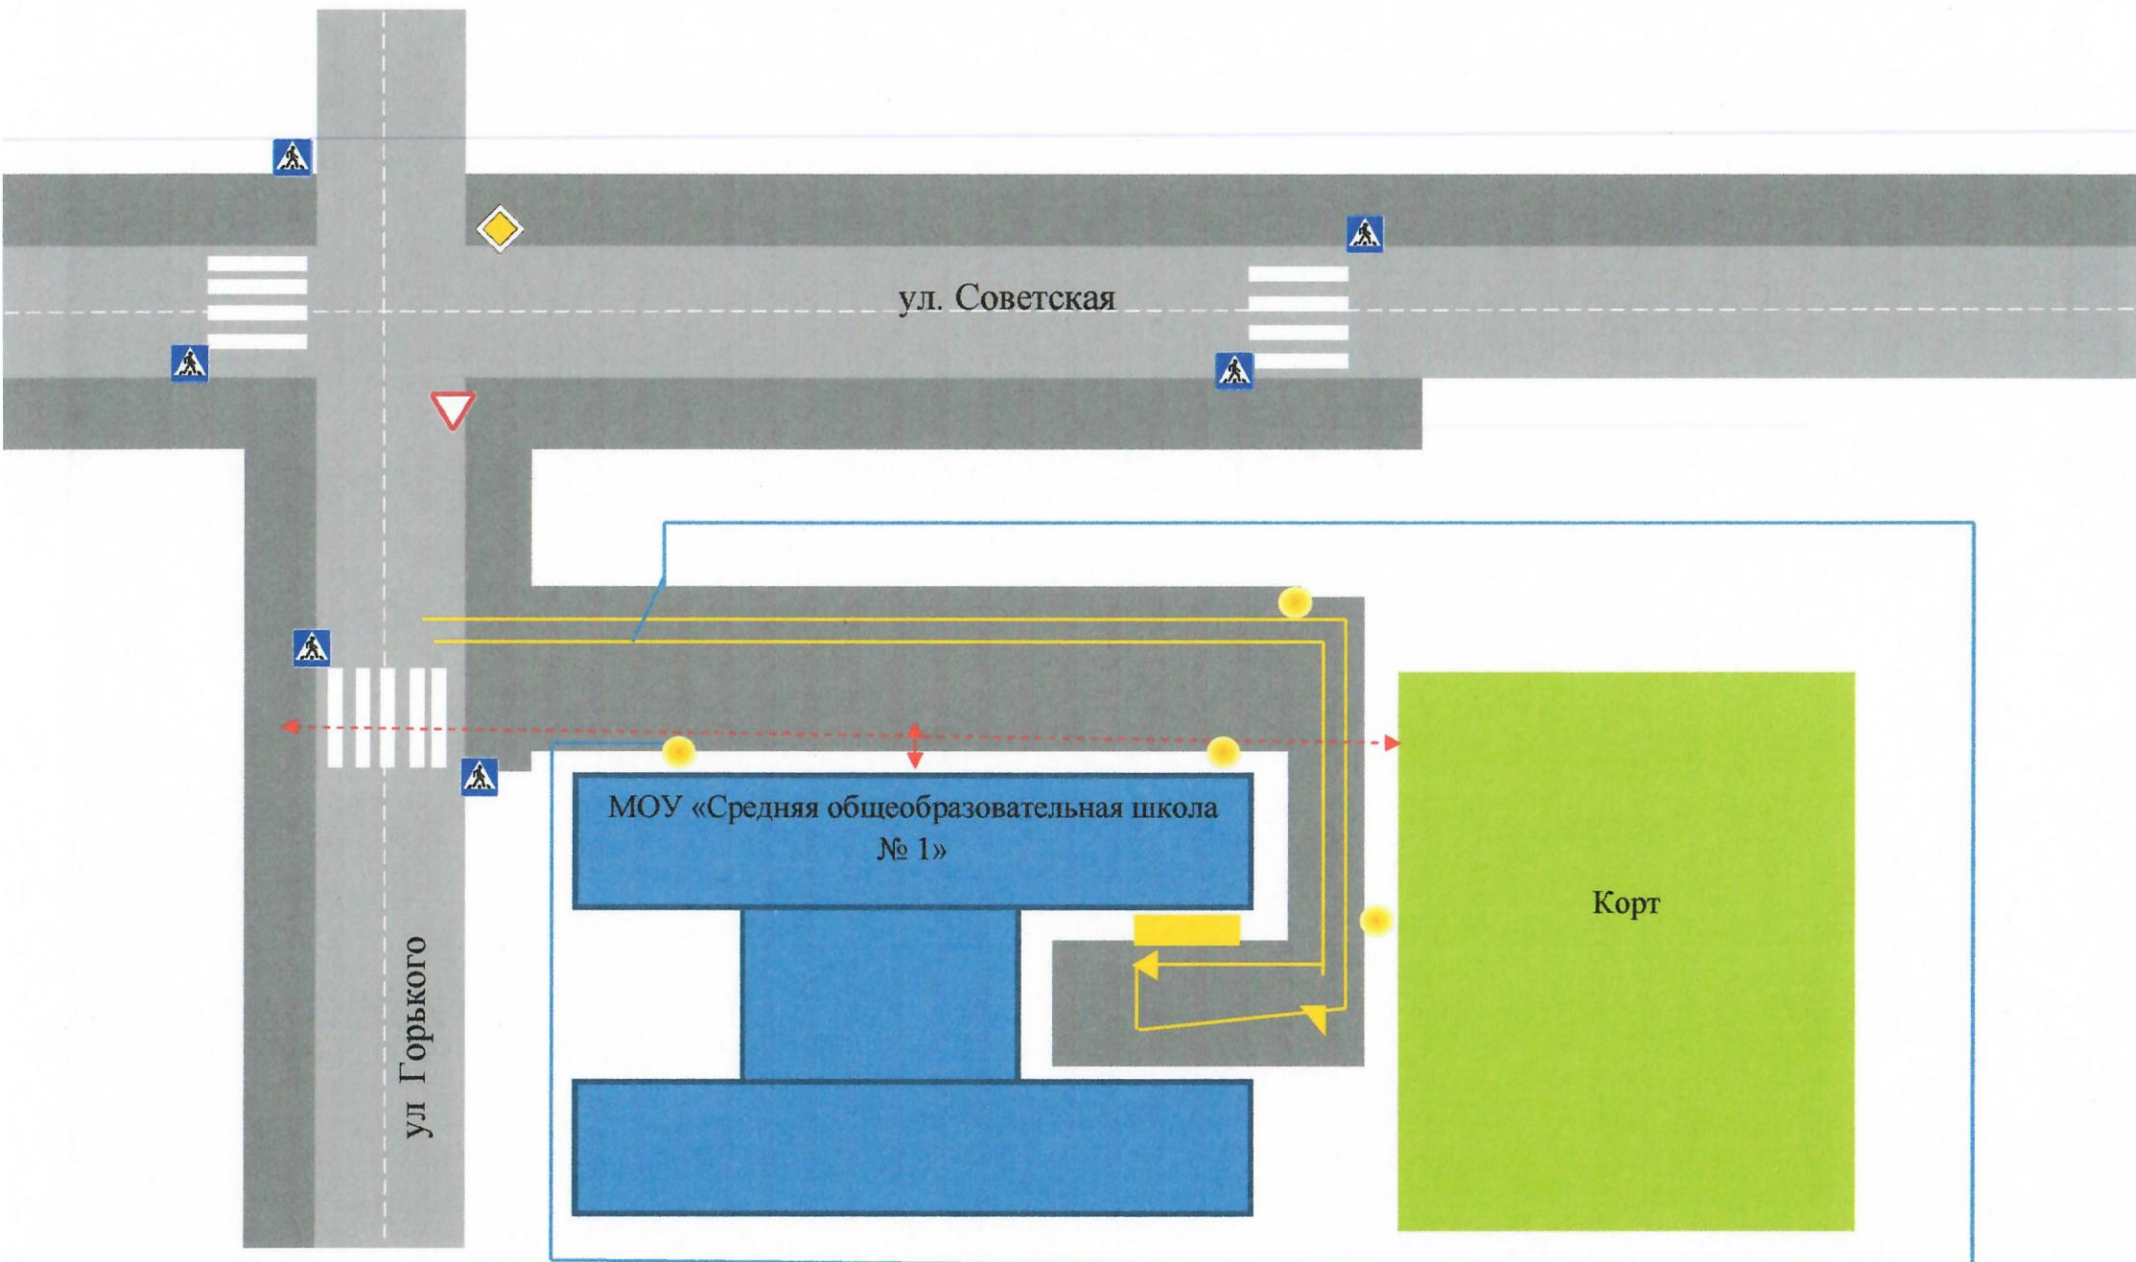 ул. Советская
МОУ «Средняя общеобразовательная школа
№ 1»
Корт
ул Горького